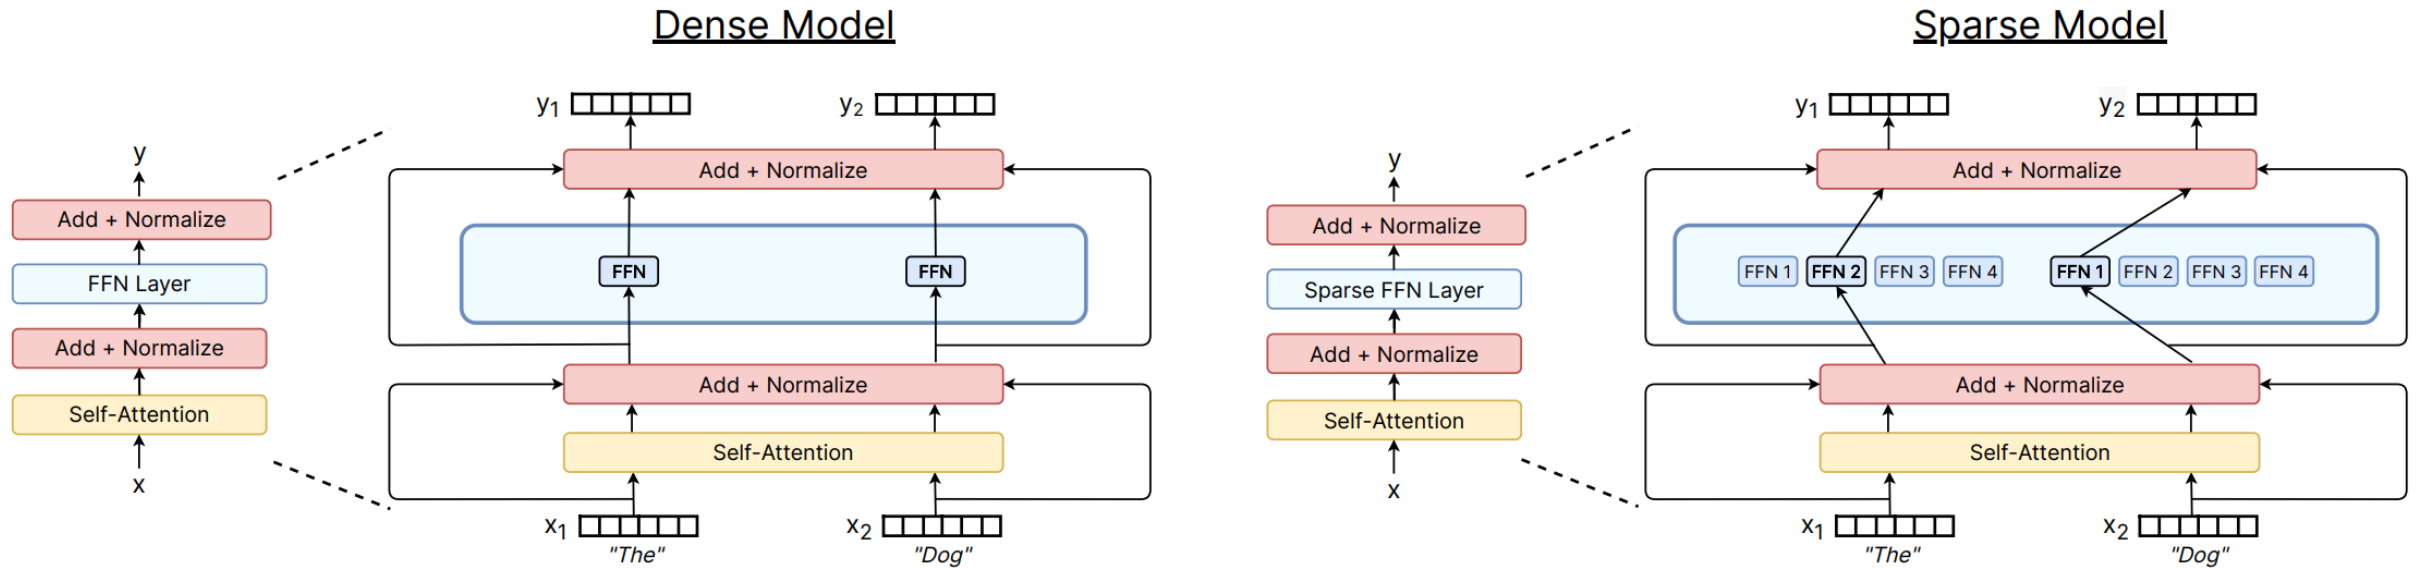 Dense Model
y
Add + Normalize
FFN Layer
Add + Normalize
Self-Attention
x
y1
y2
Add + Normalize
FFN
FFN
Add + Normalize
Self-Attention
x1
x2
"The"
"Dog"
Sparse Model
y
Add + Normalize
Sparse FFN Layer
Add + Normalize
Self-Attention
x
y1
y2
Add + Normalize
FFN 1 FFN 2 FFN 3 FFN 4
FFN 1 FFN 2 FFN 3 FFN 4
Add + Normalize
Self-Attention
x1
x2
"The"
"Dog"